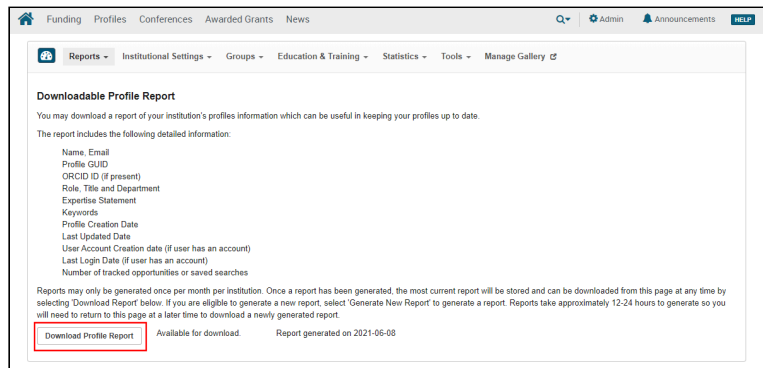 Funding Profiles Conferences Awarded Grants News Admin Announcements HELP
Reports Institutional Settings Groups Education & Training Statistics Tools Manage Gallery
Downloadable Profile Report
You may download a report of your institution's profiles information which can be useful in keeping your profiles up to date.
The report includes the following detailed information:
Name, Email
Profile GUID
ORCID ID (if present)
Role, Title and Department
Expertise Statement
Keywords
Profile Creation Date
Last Updated Date
User Account Creation date (if user has an account)
Last Login Date (if user has an account)
Number of tracked opportunities or saved searches
Reports may only be generated once per month per institution. Once a report has been generated, the most current report will be stored and can be downloaded from this page at any time by
selecting 'Download Report' below. If you are eligible to generate a new report, select 'Generate New Report' to generate a report. Reports take approximately 12-24 hours to generate so you
will need to return to this page at a later time to download a newly generated report.
Download Profile Report Available for download. Report generated on 2021-06-08